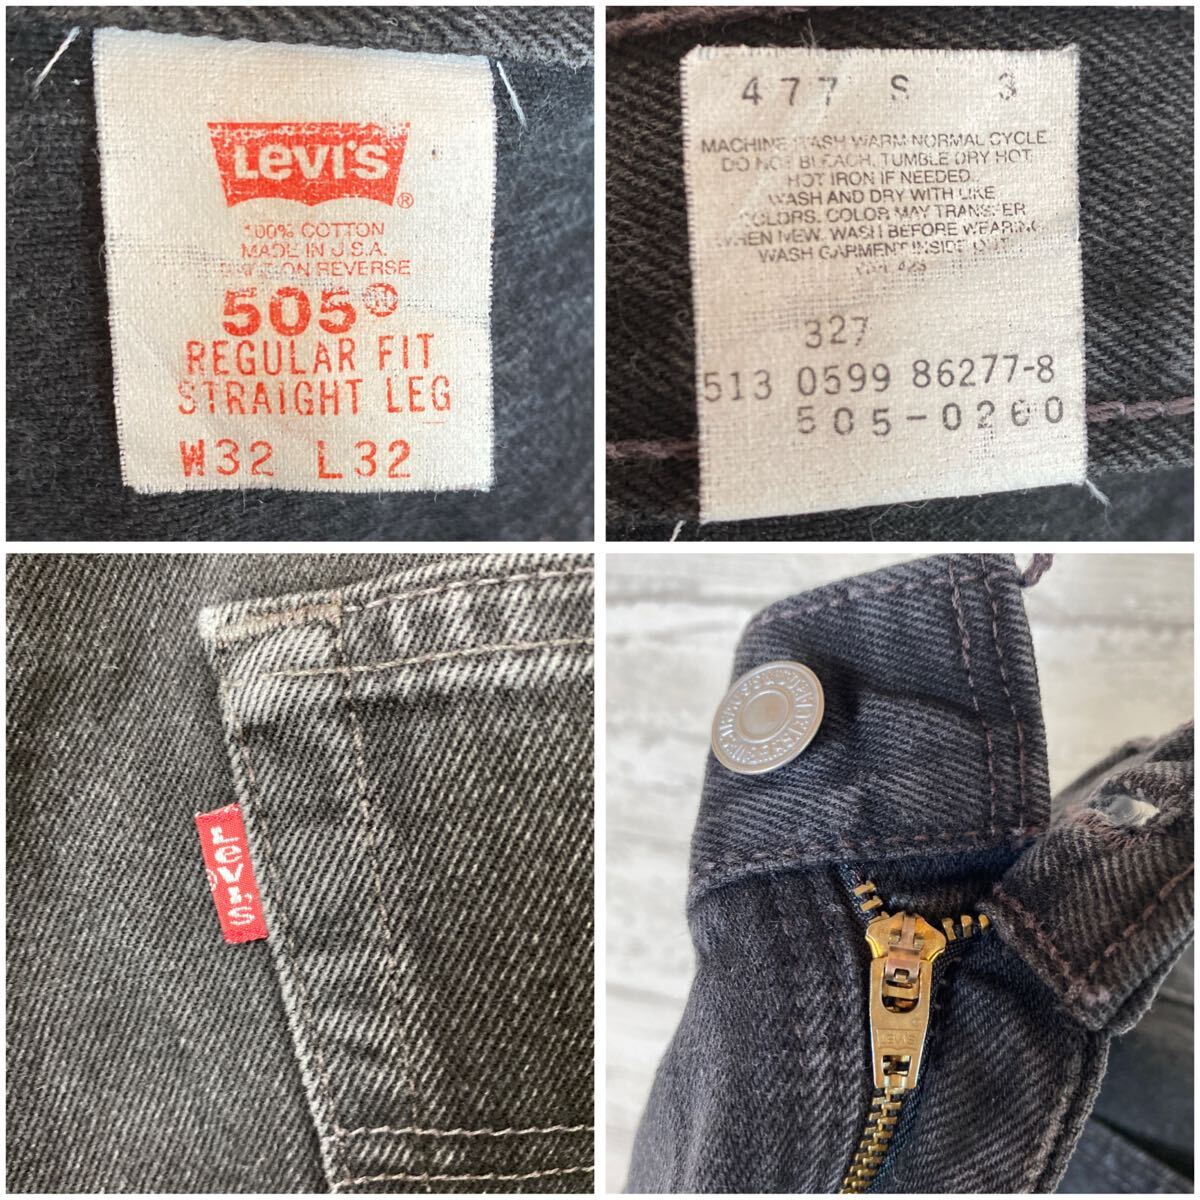 LEVI'S ®
100% COTTON
MADE IN U.S.A.
ON REVERSE
505
REGULAR FIT
STRAIGHT LEG
W32 L32
477 S 3
MACHINE WASH WARM NORMAL CYCLE
DO NOT BLEACH. TUMBLE DRY HOT
HOT IRON IF NEEDED.
WASH AND DRY WITH LIKE
COLORS. COLOR MAY TRANSFER
WHEN NEW. WASH BEFORE WEARING
WASH GARMENT INSIDE OUT
327
513 0599 86277-8
505-0260
LEVI'S
LEVI STRAUSS
LEVI'S